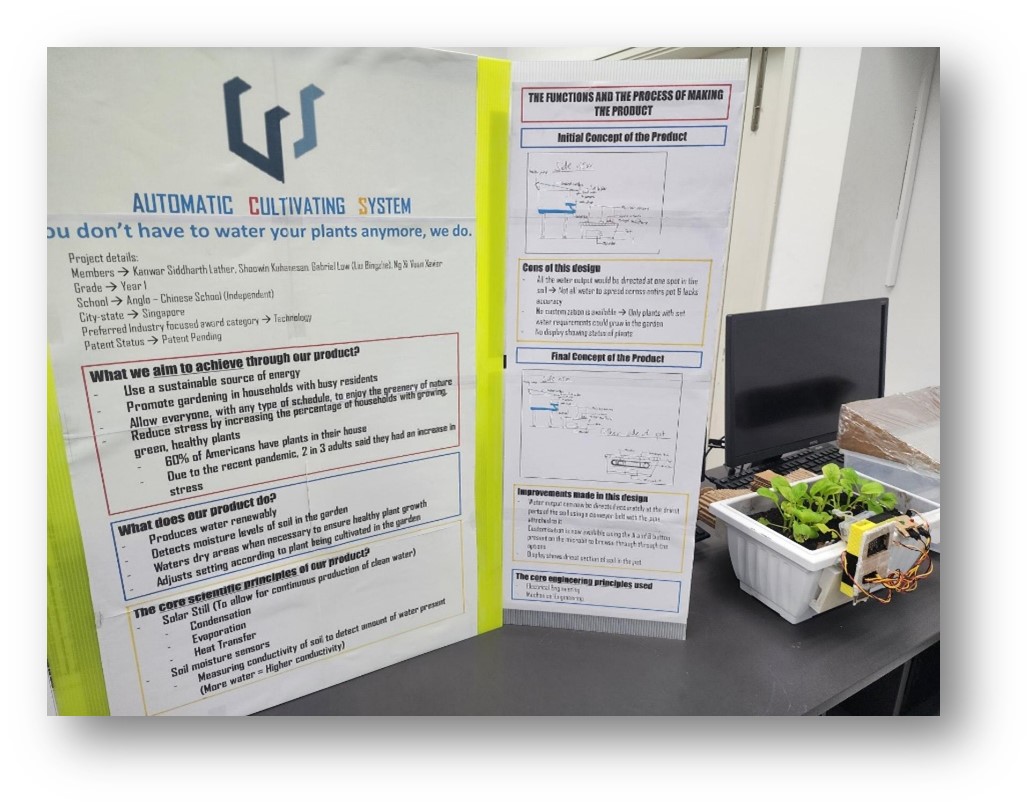 AUTOMATIC CULTIVATING SYSTEM
ou don't have to water your plants anymore, we do.
Project details:
Members → Kanwar Siddharth Lather, Gabriel Low
Grade → Year 1
School → Anglo – Chinese School (Independent)
City-state → Singapore
Preferred Industry focused award category → Technology
Patent Status → Patent Pending
What we aim to achieve through our product?
- Use a sustainable source of energy
- Promote gardening in households with busy residents
- Allow everyone, with any type of schedule, to enjoy the greenery of nature
- Reduce stress by increasing the percentage of households with growing,
green, healthy plants
- 60% of Americans have plants in their house
- Due to the recent pandemic, 2 in 3 adults said they had an increase in
stress
What does our product do?
- Produces water renewably
- Detects moisture levels of soil in the garden
- Waters dry areas when necessary to ensure healthy plant growth
- Adjusts setting according to plant being cultivated in the garden
The core scientific principles of our product?
- Solar Still (To allow for continuous production of clean water)
- Condensation
- Evaporation
- Heat Transfer
- Soil moisture sensors
- Measuring conductivity of soil to detect amount of water present
(More water = Higher conductivity)
THE FUNCTIONS AND THE PROCESS OF MAKING
THE PRODUCT
Initial Concept of the Product
Side view
Cons of this design
- All the water output would be directed at one spot in the
soil → Not all water to spread across entire pot & lacks
accuracy
- No customization is available → Only plants with set
water requirements could grow in the garden
- No display showing status of plants
Final Concept of the Product
Side view
Improvements made in this design
- Water output can now be directed accurately at the driest
parts of the soil using a conveyor belt with the
attached to it
- Customization is now available using the A and B button
present on the microbit to browse through the
options
- Display shows driest section of soil in the pot
The core engineering principles used
- Electrical Engineering
- Mechanical Engineering